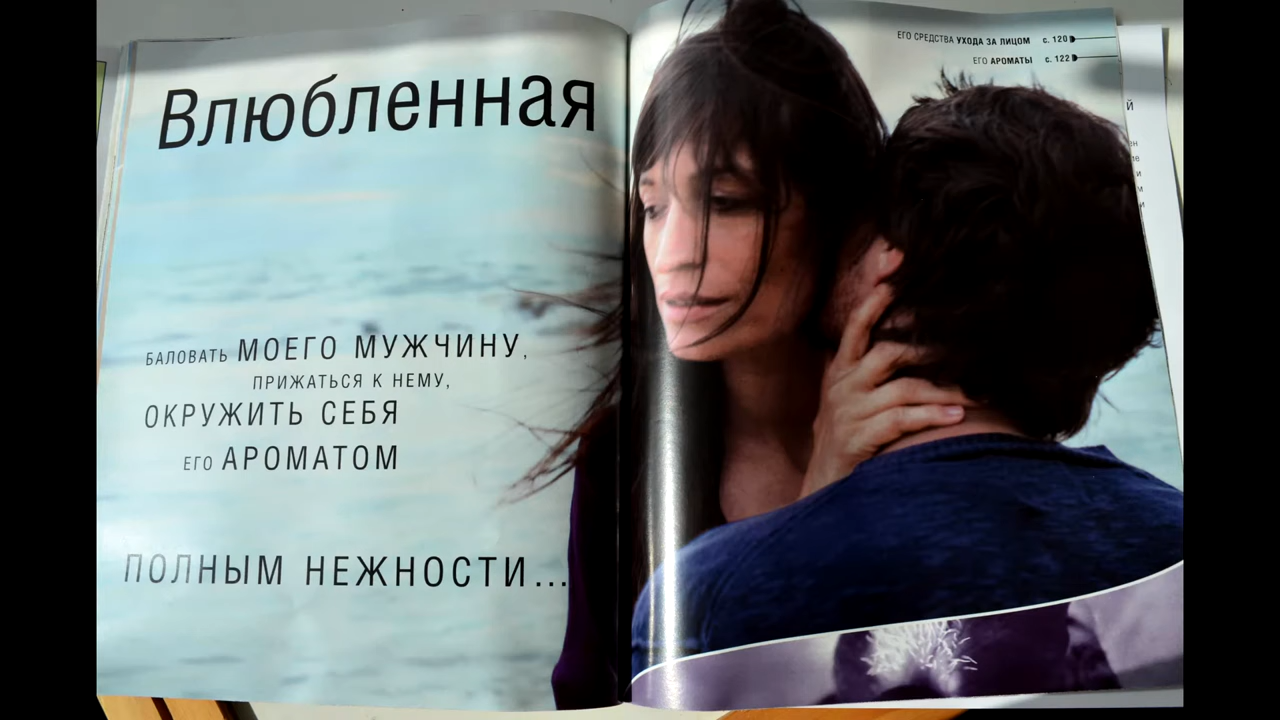 Влюбленная
БАЛОВАТЬ МОЕГО МУЖЧИНУ,
ПРИЖАТЬСЯ К НЕМУ,
ОКРУЖИТЬ СЕБЯ
ЕГО АРОМАТОМ
ПОЛНЫМ НЕЖНОСТИ...
ЕГО СРЕДСТВА УХОДА ЗА ЛИЦОМ с. 120
ЕГО АРОМАТЫ с. 122